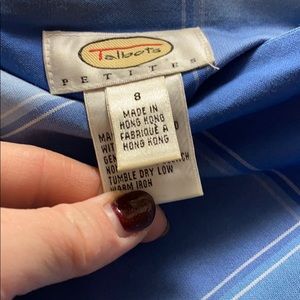 Talbots
PETITES
8
MADE IN
HONG KONG
FABRIQUÉ À
HONG KONG
TUMBLE DRY LOW
WARM IRON